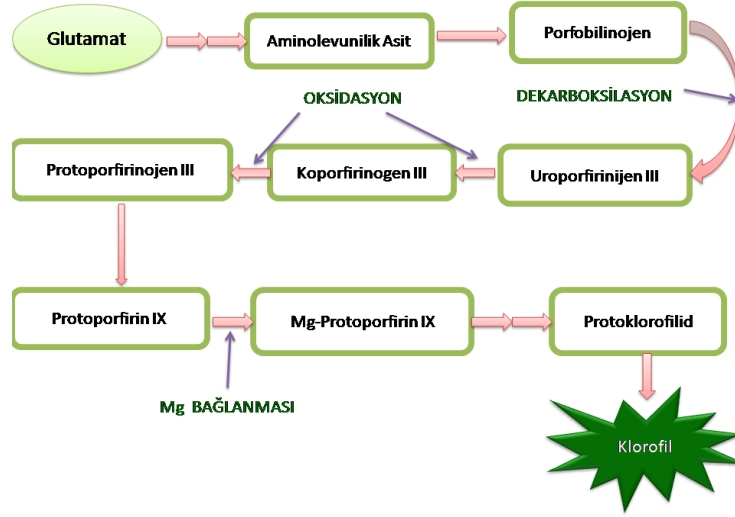 Glutamat
Aminolevunilik Asit
Porfobilinojen
OKSİDASYON
DEKARBOKSİLASYON
Protoporfirinojen III
Koporfirinogen III
Uroporfirinijen III
Protoporfirin IX
Mg-Protoporfirin IX
Protoklorofilid
Mg BAĞLANMASI
Klorofil